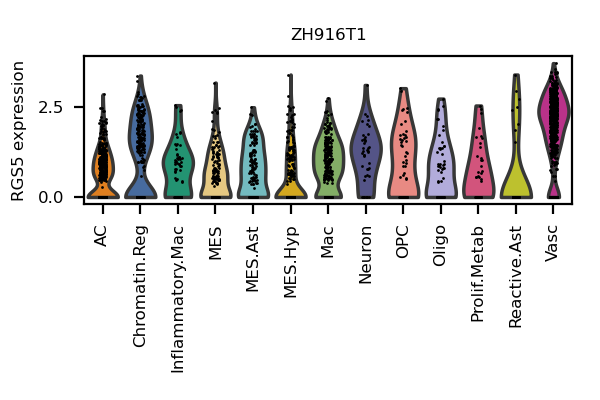 ZH916T1
RGS5 expression
2.5
0.0
AC
Chromatin.Reg
Inflammatory.Mac
MES
MES.Ast
MES.Hyp
Mac
Neuron
OPC
Oligo
Prolif.Metab
Reactive.Ast
Vasc